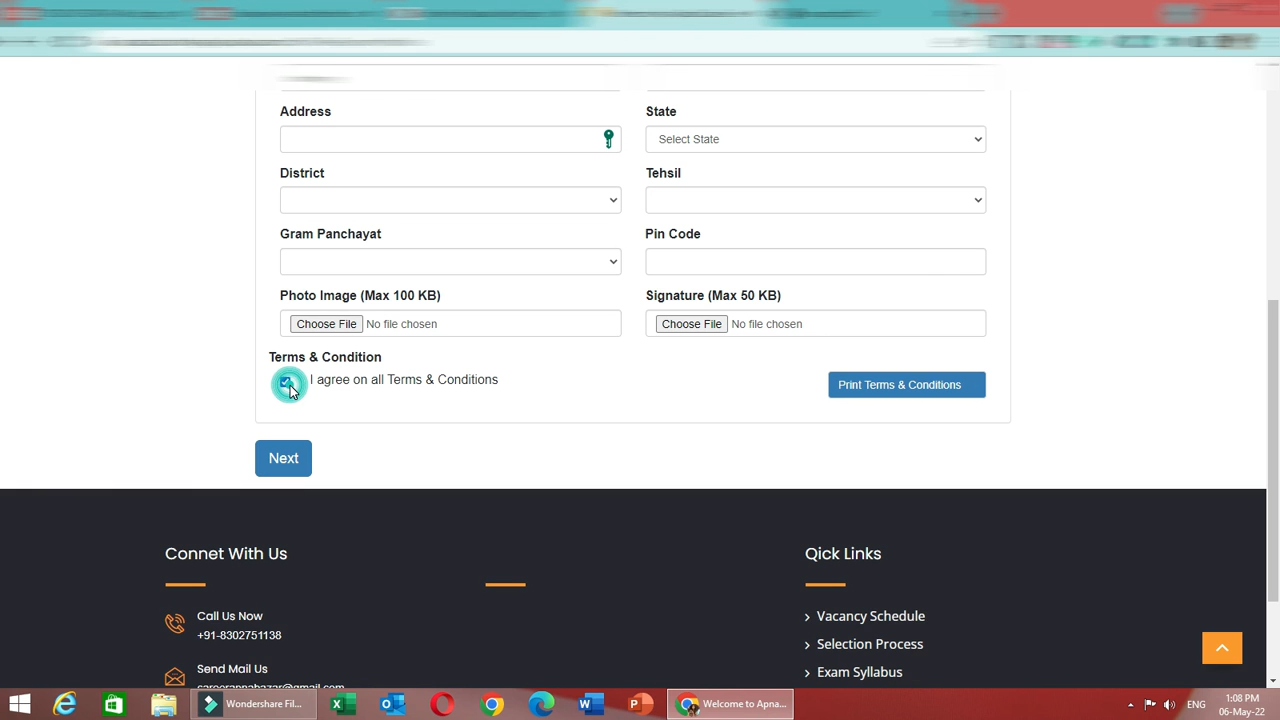 Address
State
Select State
District
Tehsil
Gram Panchayat
Pin Code
Photo Image (Max 100 KB)
Signature (Max 50 KB)
Choose File No file chosen
Choose File No file chosen
Terms & Condition
I agree on all Terms & Conditions
Print Terms & Conditions
Next
Connet With Us
Qick Links
Call Us Now
+91-8302751138
Vacancy Schedule
Selection Process
Send Mail Us
Exam Syllabus
Wondershare Fil...
Welcome to Apna...
ENG
1:08 PM
06-May-22